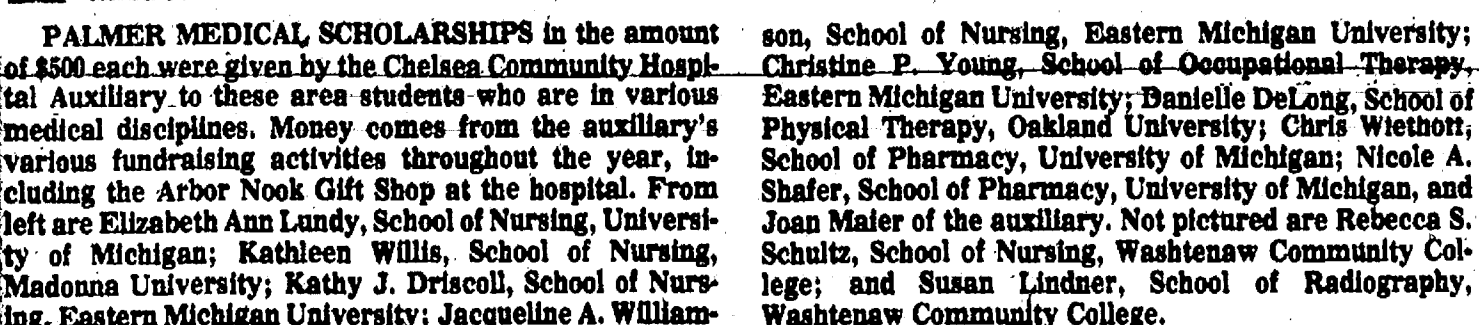 PALMER MEDICAL SCHOLARSHIPS in the amount
of $500 each were given by the Chelsea Community Hospi-
tal Auxiliary to these area students who are in various
medical disciplines. Money comes from the auxiliary's
various fundraising activities throughout the year, in-
cluding the Arbor Nook Gift Shop at the hospital. From
left are Elizabeth Ann Lundy, School of Nursing, Universi-
ty of Michigan; Kathleen Willis, School of Nursing,
Madonna University; Kathy J. Driscoll, School of Nurs-
ing, Eastern Michigan University; Jacqueline A. William-
son, School of Nursing, Eastern Michigan University;
Christine P. Young, School of Occupational Therapy,
Eastern Michigan University; Danielle DeLong, School of
Physical Therapy, Oakland University; Chris Wiethoff,
School of Pharmacy, University of Michigan; Nicole A.
Shafer, School of Pharmacy, University of Michigan, and
Joan Maier of the auxiliary. Not pictured are Rebecca S.
Schultz, School of Nursing, Washtenaw Community Col-
lege; and Susan Lindner, School of Radiography,
Washtenaw Community College.